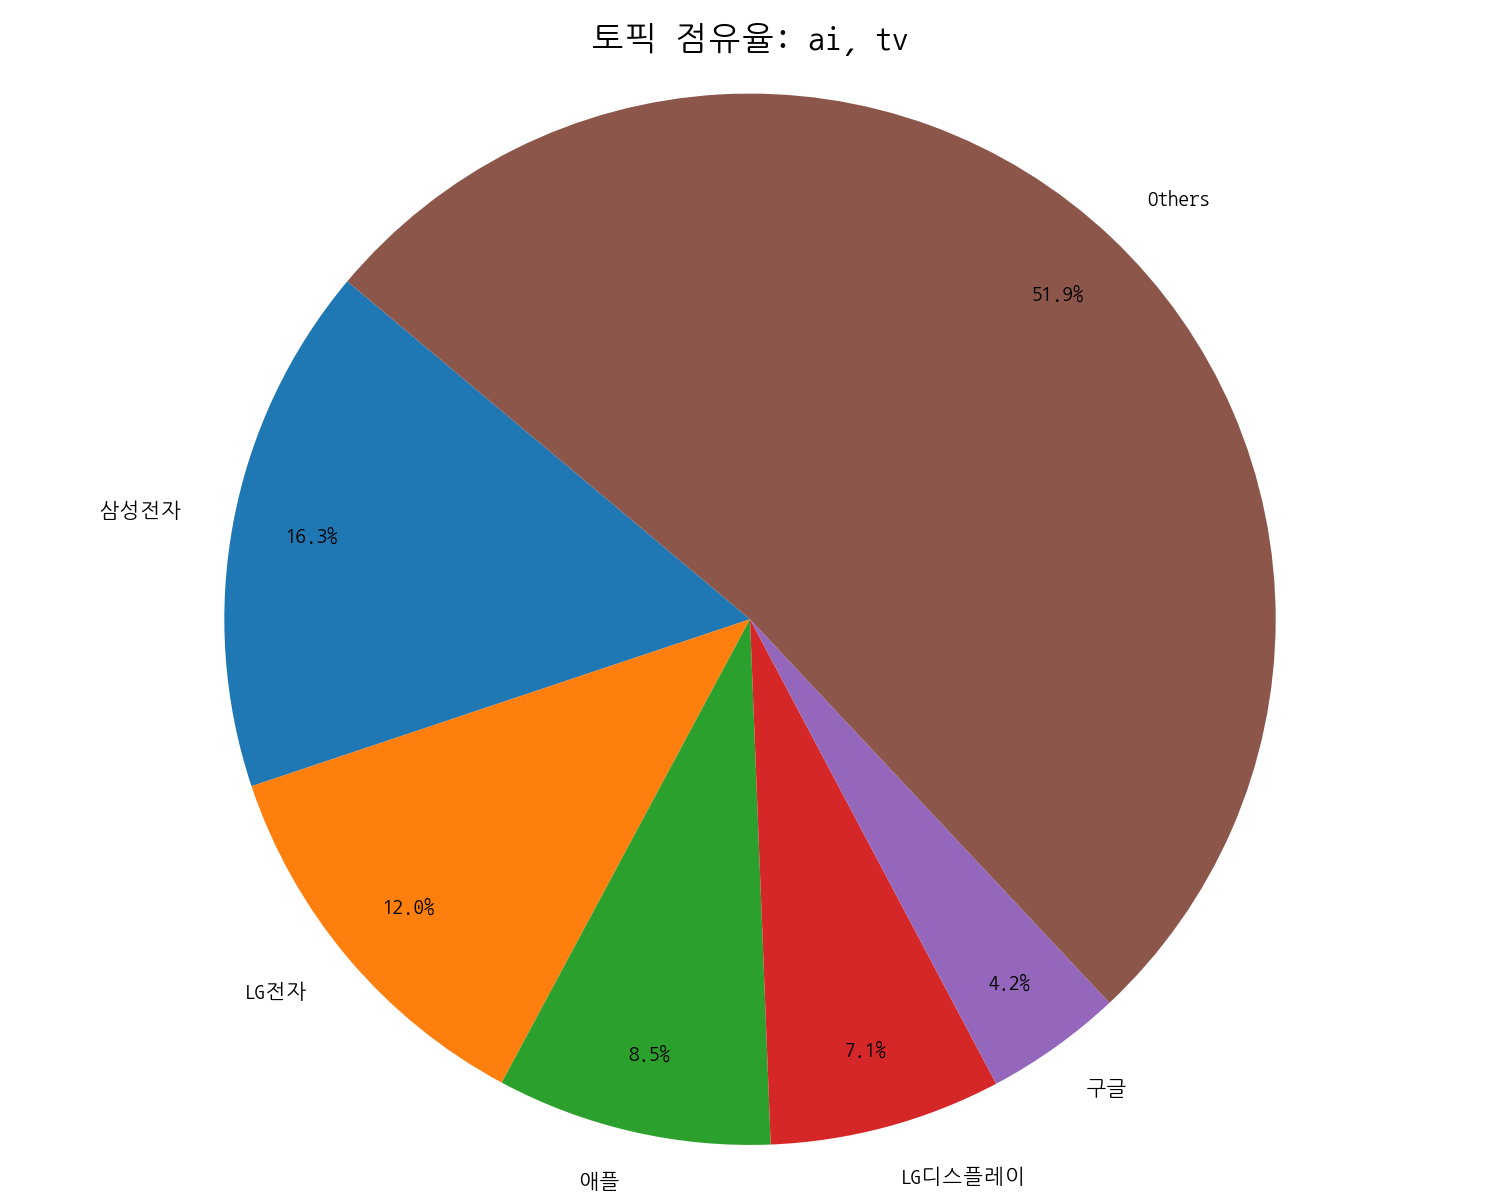 토픽 점유율: ai, tv
Others
51.9%
삼성전자
16.3%
12.0%
LG전자
4.2%
7.1%
8.5%
구글
LG디스플레이
애플